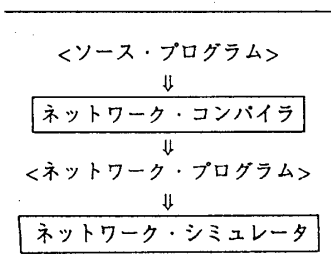 <ソース・プログラム>
⇓
ネットワーク・コンパイラ
⇓
<ネットワーク・プログラム>
⇓
ネットワーク・シミュレータ